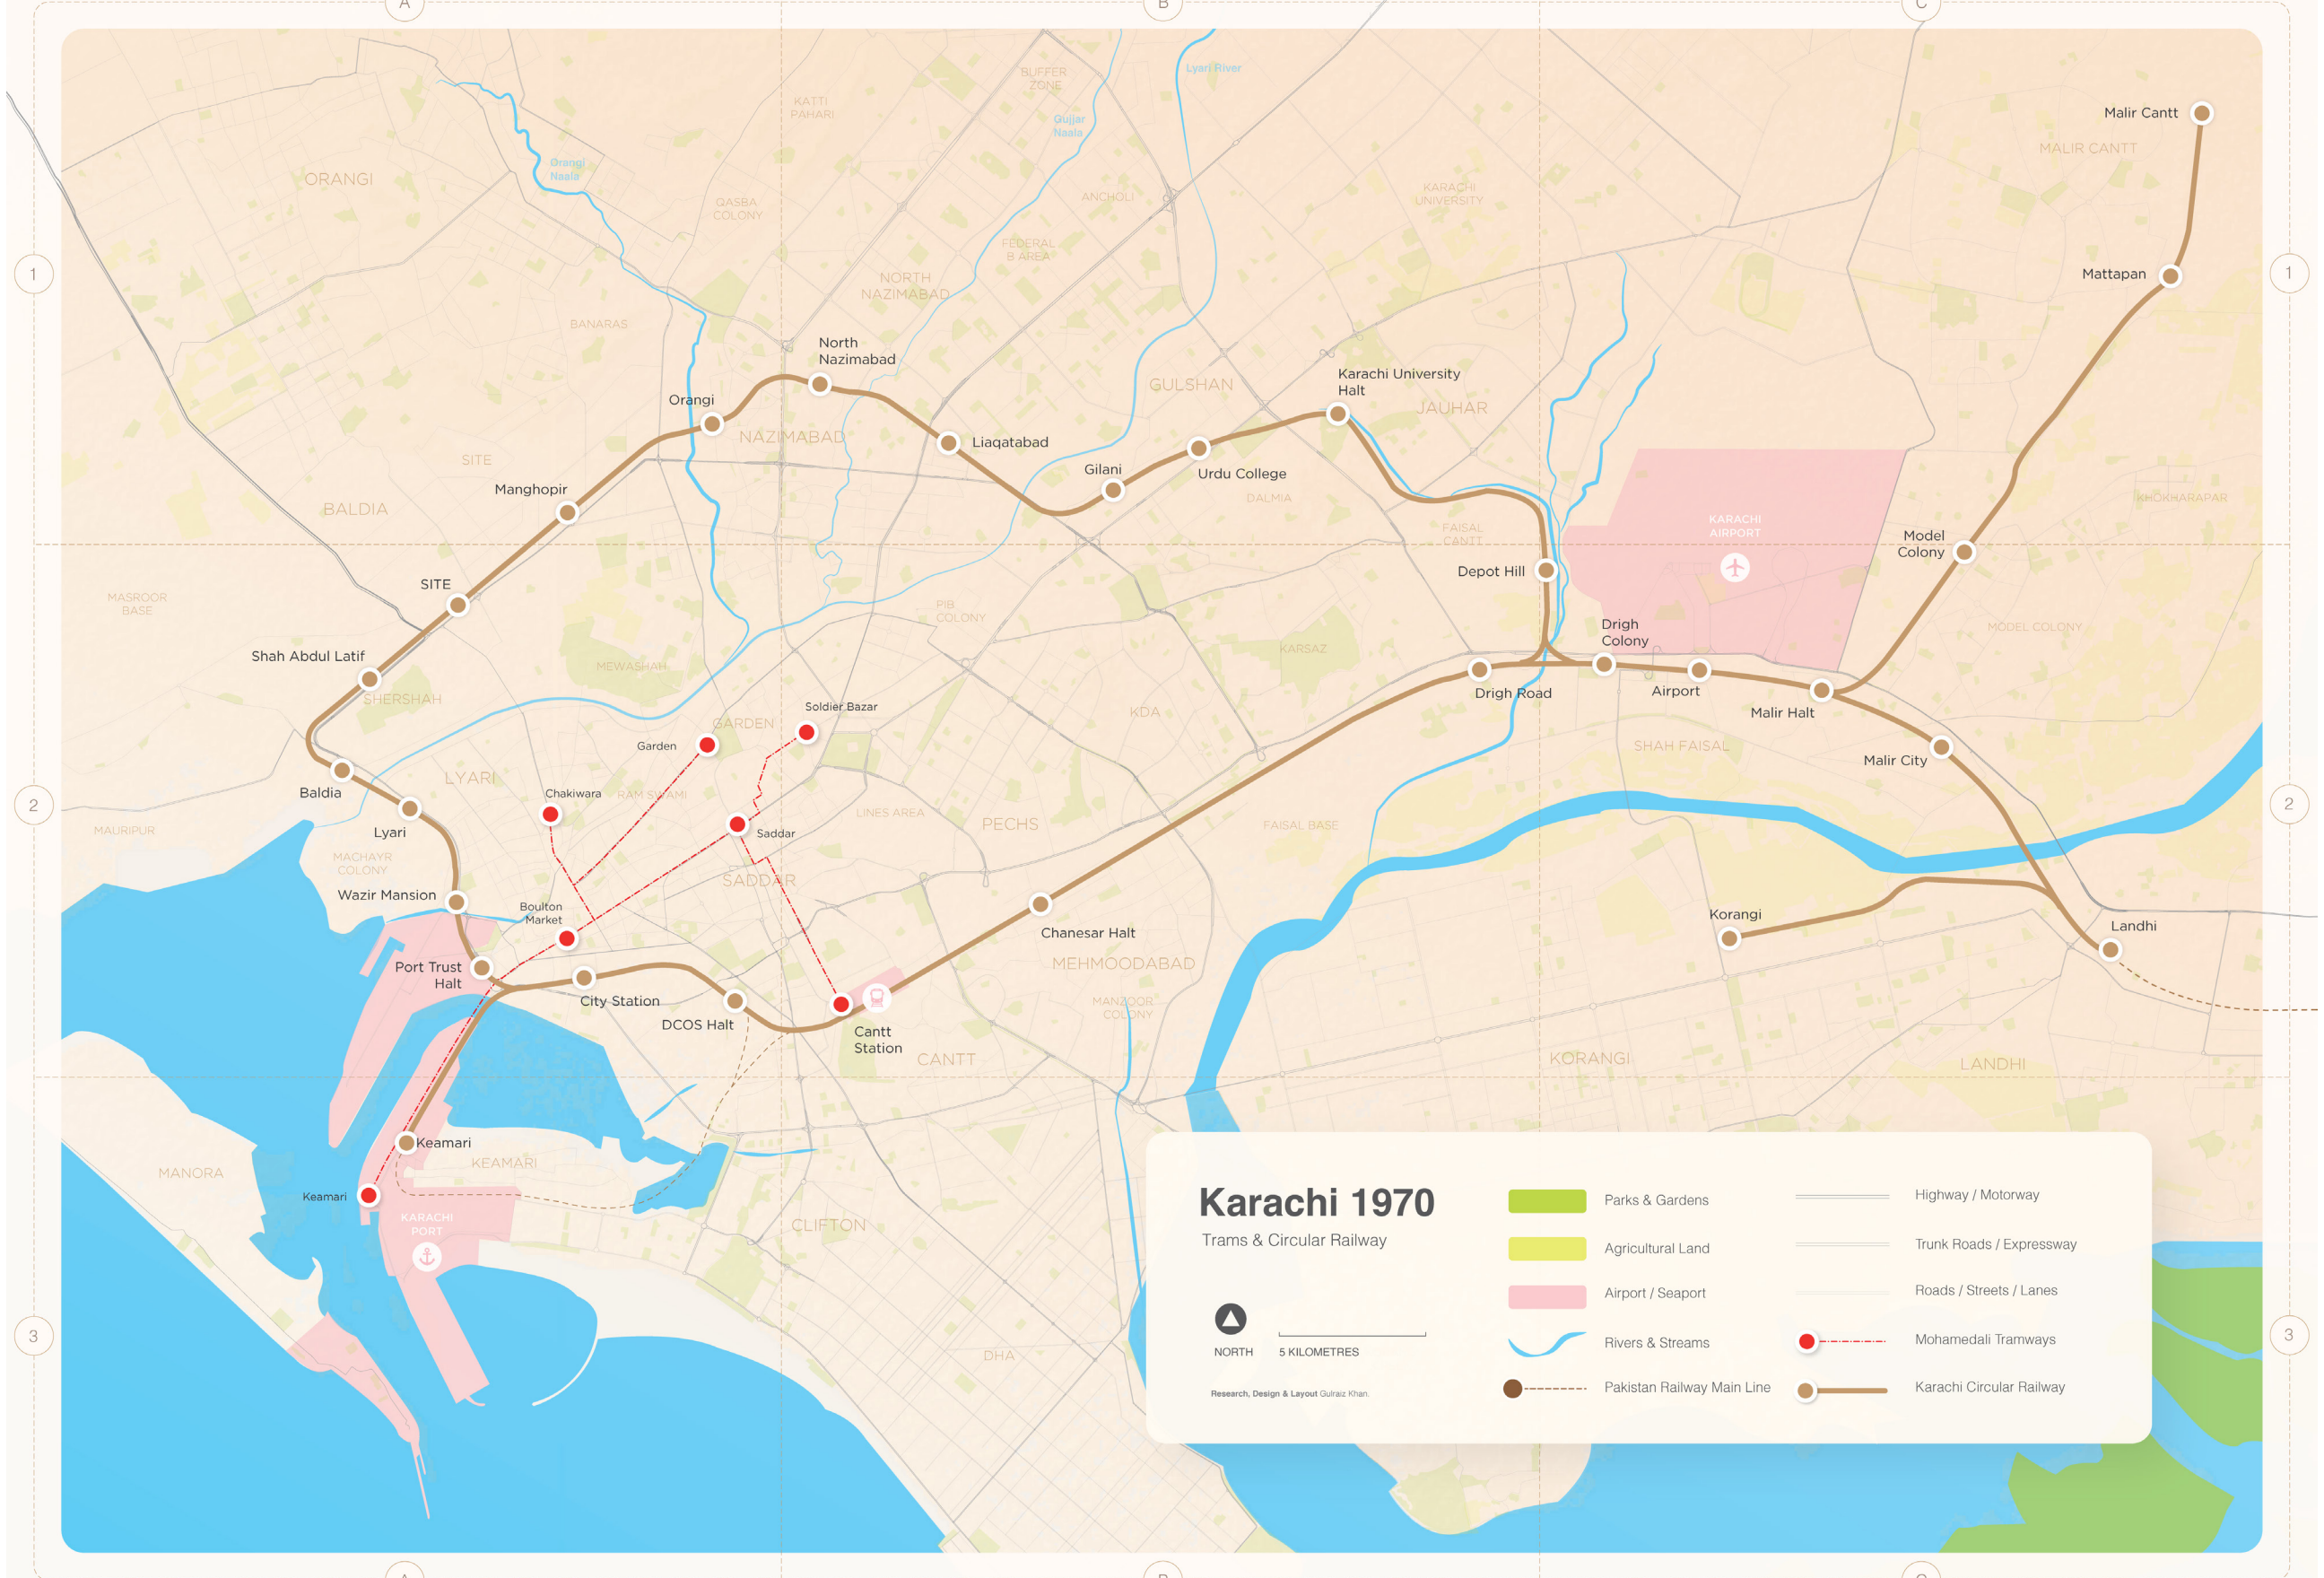 A
B
C
1
1
2
2
3
3
Lyari River
Gujjar
Naala
Orangi
Naala
BUFFER
ZONE
KATTI
PAHARI
ORANGI
QASBA
COLONY
ANCHOLI
KARACHI
UNIVERSITY
FEDERAL
B AREA
NORTH
NAZIMABAD
BANARAS
Malir Cantt
MALIR CANTT
Mattapan
North
Nazimabad
Orangi
NAZIMABAD
Liaqatabad
GULSHAN
Karachi University
Halt
JAUHAR
Gilani
Urdu College
DALMIA
SITE
Manghopir
BALDIA
FAISAL
CANTT
KARACHI
AIRPORT
KHOKHARAPAR
Model
Colony
Depot Hill
SITE
MASROOR
BASE
PIB
COLONY
Drigh
Colony
MODEL COLONY
KARSAZ
Shah Abdul Latif
MEWASHAH
SHERSHAH
Drigh Road
Airport
Malir Halt
Soldier Bazar
GARDEN
Garden
KDA
SHAH FAISAL
Malir City
LYARI
Baldia
Chakiwara
RAM SWAMI
LINES AREA
Saddar
PECHS
FAISAL BASE
MAURIPUR
Lyari
MACHAYR
COLONY
SADDAR
Wazir Mansion
Boulton
Market
Korangi
Landhi
Chanesar Halt
MEHMOODABAD
Port Trust
Halt
City Station
DCOS Halt
MANZOOR
COLONY
Cantt
Station
CANTT
KORANGI
LANDHI
Keamari
KEAMARI
MANORA
Keamari
KARACHI
PORT
CLIFTON
DHA
Karachi 1970
Trams & Circular Railway
NORTH
5 KILOMETRES
Research, Design & Layout Gulraiz Khan.
Parks & Gardens
Agricultural Land
Airport / Seaport
Rivers & Streams
Pakistan Railway Main Line
Highway / Motorway
Trunk Roads / Expressway
Roads / Streets / Lanes
Mohamedali Tramways
Karachi Circular Railway
A
B
C